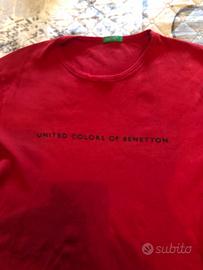 UNITED COLORS OF BENETTON.
subito